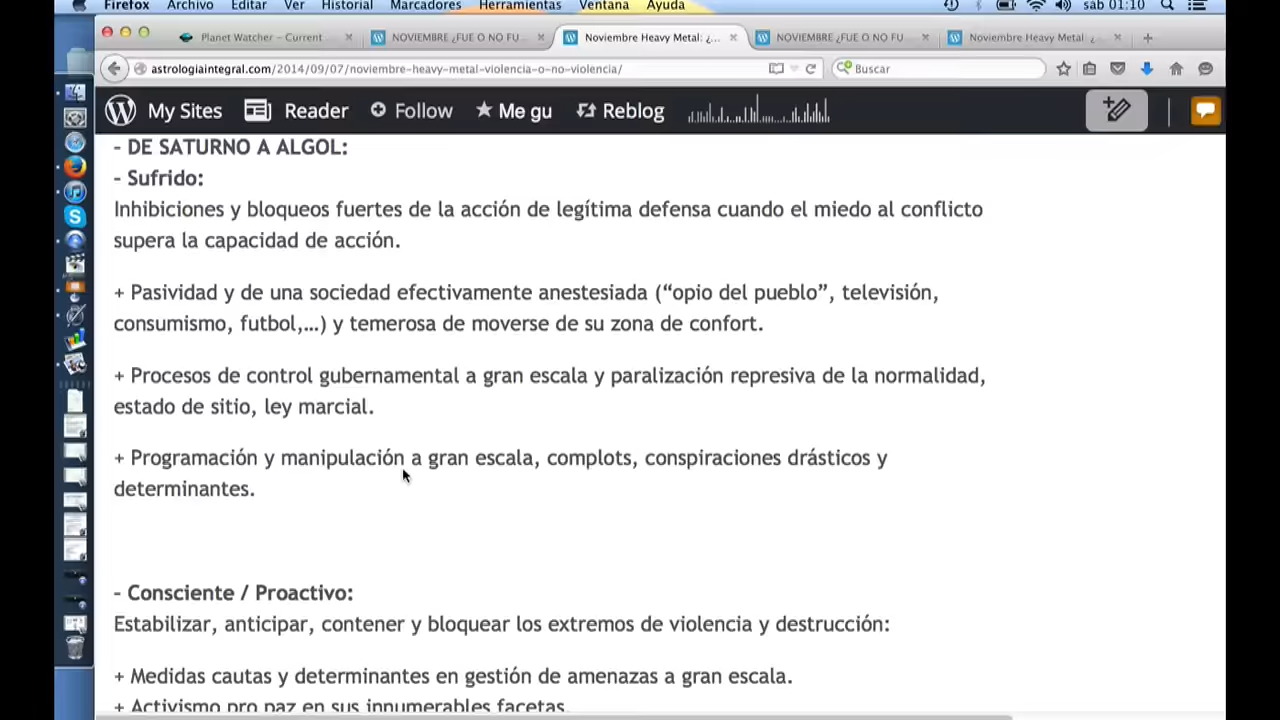 Firefox Archivo Editar Ver Historial Marcadores Herramientas Ventana Ayuda sáb 01:10
Planet Watcher – Current NOVIEMBRE ¿FUE O NO FU... Noviembre Heavy Metal: ¿... NOVIEMBRE ¿FUE O NO FU Noviembre Heavy Metal ¿
astrologiaintegral.com/2014/09/07/noviembre-heavy-metal-violencia-o-no-violencia/ Buscar
My Sites Reader Follow Me gu Reblog
- DE SATURNO A ALGOL:
- Sufrido:
Inhibiciones y bloqueos fuertes de la acción de legítima defensa cuando el miedo al conflicto
supera la capacidad de acción.
+ Pasividad y de una sociedad efectivamente anestesiada (“opio del pueblo”, televisión,
consumismo, futbol,…) y temerosa de moverse de su zona de confort.
+ Procesos de control gubernamental a gran escala y paralización represiva de la normalidad,
estado de sitio, ley marcial.
+ Programación y manipulación a gran escala, complots, conspiraciones drásticos y
determinantes.
- Consciente / Proactivo:
Estabilizar, anticipar, contener y bloquear los extremos de violencia y destrucción:
+ Medidas cautas y determinantes en gestión de amenazas a gran escala.
+ Activismo pro paz en sus innumerables facetas.